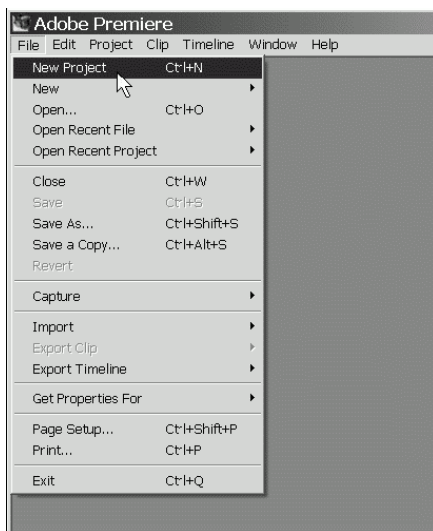 Adobe Premiere
File Edit Project Clip Timeline Window Help
New Project Ctrl+N
New
Open... Ctrl+O
Open Recent File
Open Recent Project
Close Ctrl+W
Save Ctrl+S
Save As... Ctrl+Shift+S
Save a Copy... Ctrl+Alt+S
Revert
Capture
Import
Export Clip
Export Timeline
Get Properties For
Page Setup... Ctrl+Shift+P
Print... Ctrl+P
Exit Ctrl+Q